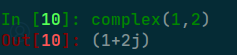 In [10]: complex(1,2)
Out[10]: (1+2j)